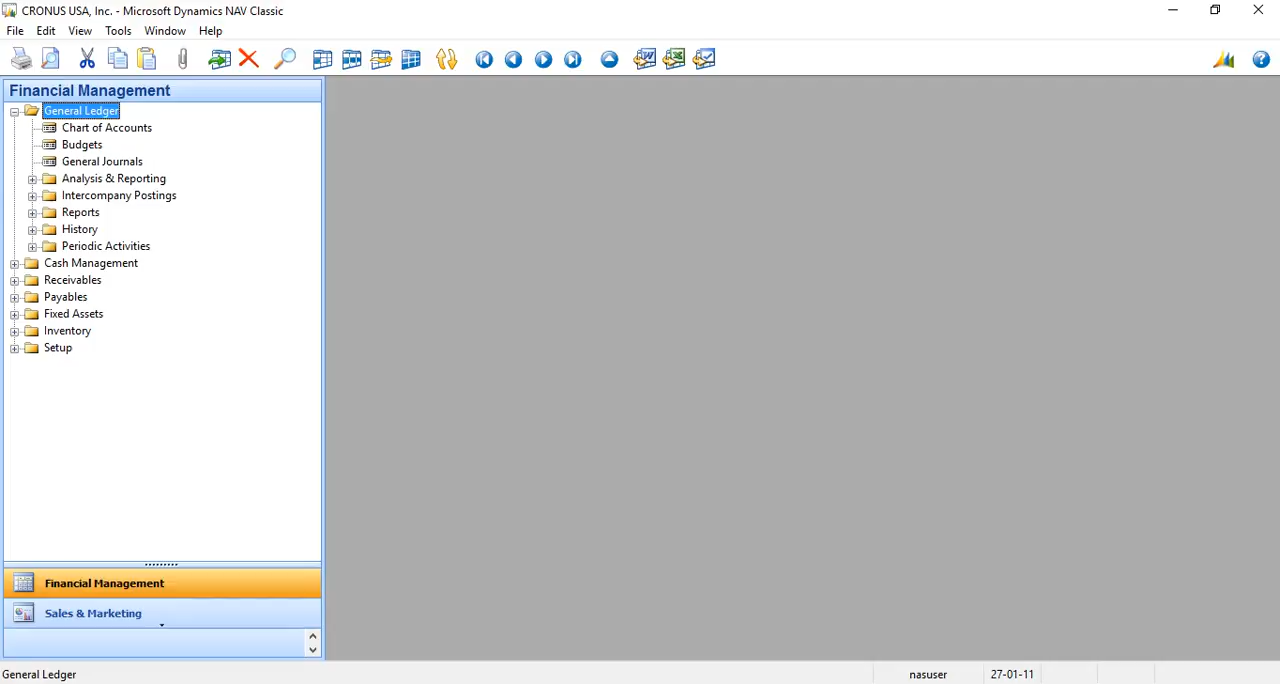 CRONUS USA, Inc. - Microsoft Dynamics NAV Classic
File Edit View Tools Window Help
Financial Management
General Ledger
Chart of Accounts
Budgets
General Journals
Analysis & Reporting
Intercompany Postings
Reports
History
Periodic Activities
Cash Management
Receivables
Payables
Fixed Assets
Inventory
Setup
Financial Management
Sales & Marketing
General Ledger nasuser 27-01-11